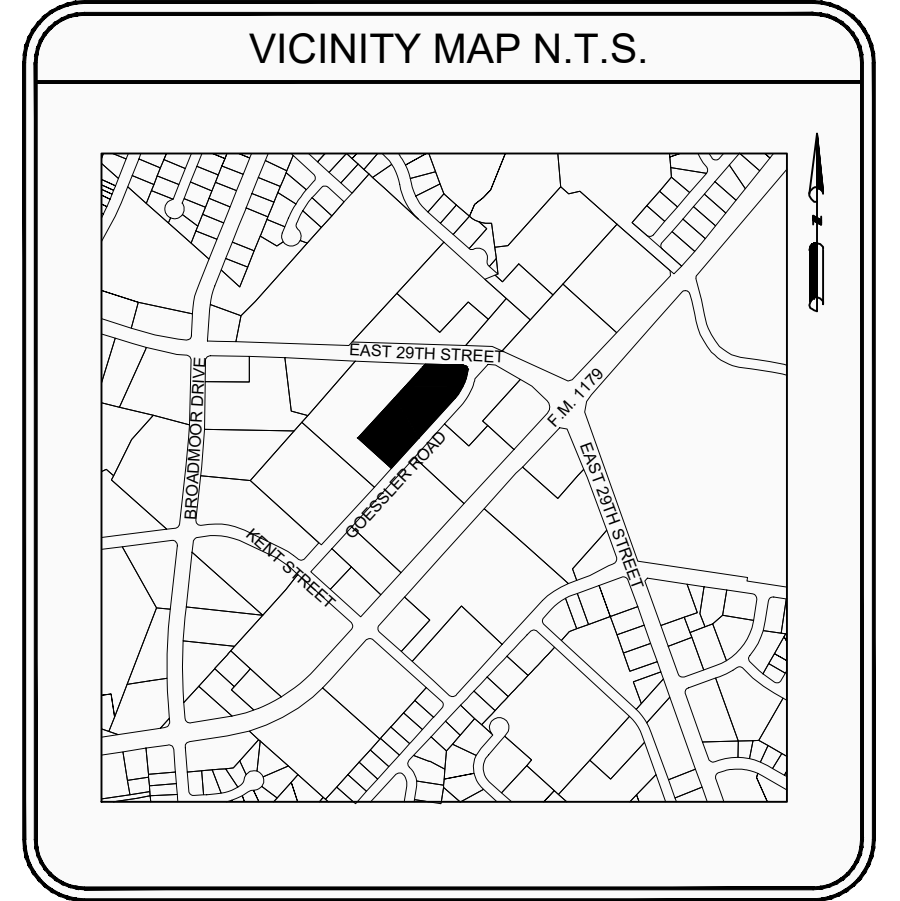 VICINITY MAP N.T.S.
N
EAST 29TH STREET
F.M. 1179
BROADMOOR DRIVE
GOESSLER ROAD
EAST 29TH STREET
KENT STREET